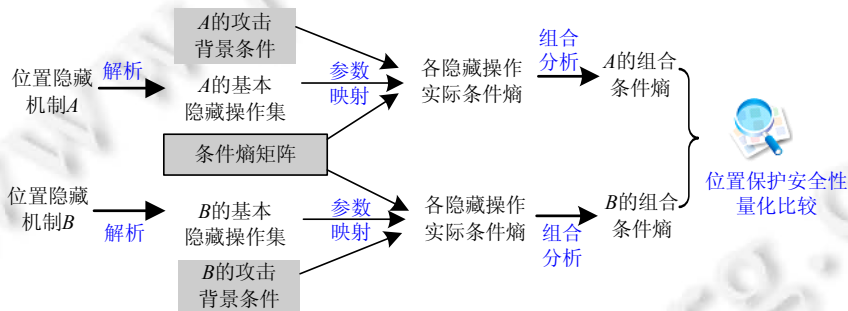 A的攻击
背景条件
位置隐藏
机制A
解析
A的基本
隐藏操作集
参数
映射
各隐藏操作
实际条件熵
组合
分析
A的组合
条件熵
条件熵矩阵
位置保护安全性
量化比较
位置隐藏
机制B
解析
B的基本
隐藏操作集
参数
映射
各隐藏操作
实际条件熵
组合
分析
B的组合
条件熵
B的攻击
背景条件